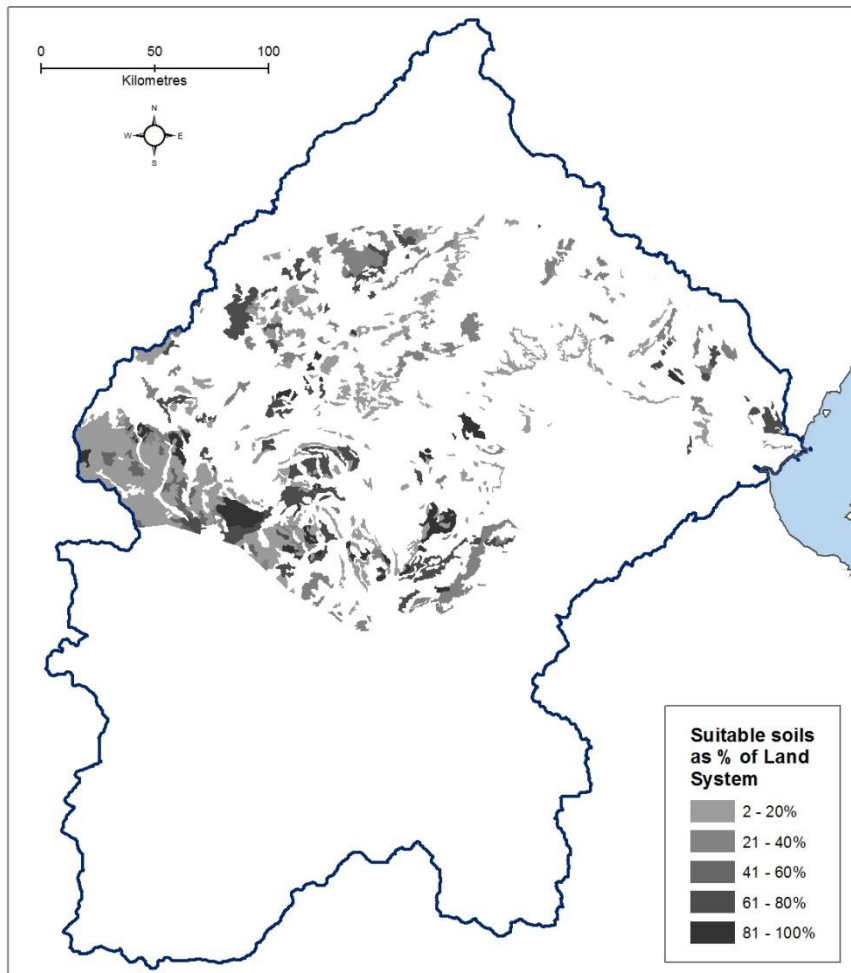 0 50 100
Kilometres
N
W E
S
Suitable soils
as % of Land
System
2 - 20%
21 - 40%
41 - 60%
61 - 80%
81 - 100%